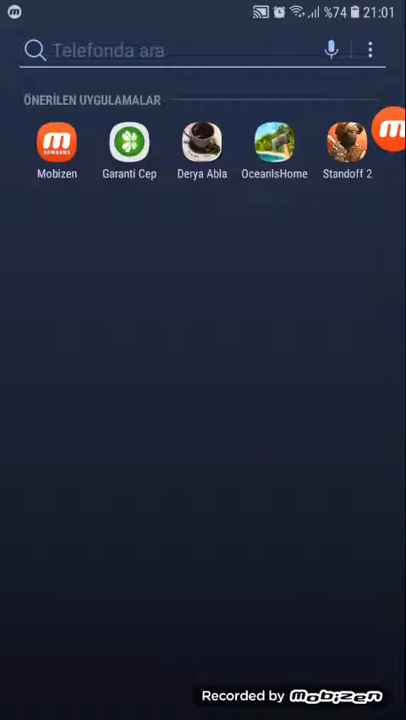 %74 21:01
Telefonda ara
ÖNERİLEN UYGULAMALAR
SAMSUNG
Mobizen Garanti Cep Derya Abla OceanIsHome Standoff 2
Recorded by Mobizen